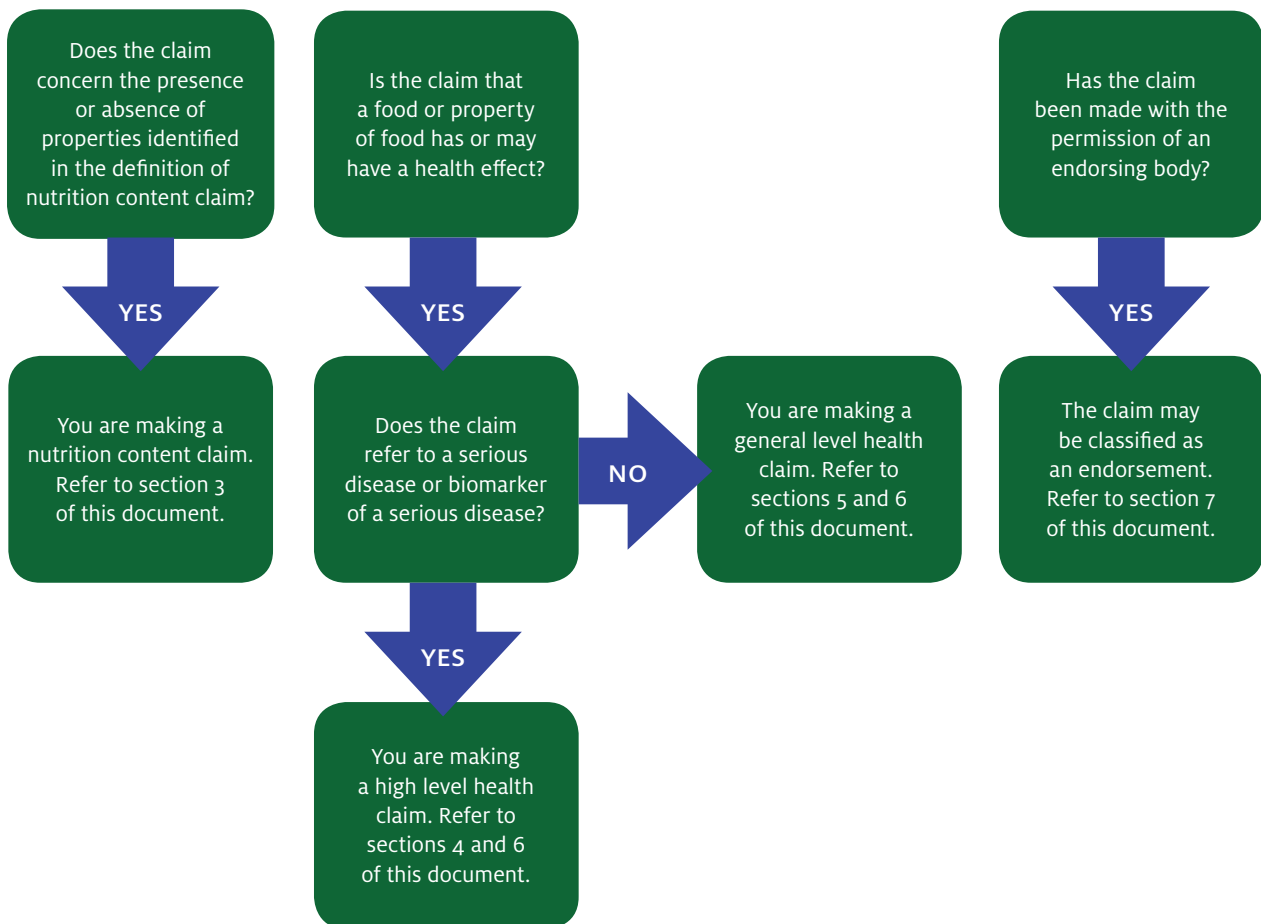 Does the claim
concern the presence
or absence of
properties identified
in the definition of
nutrition content claim?
YES
You are making a
nutrition content claim.
Refer to section 3
of this document.
Is the claim that
a food or property
of food has or may
have a health effect?
YES
Does the claim
refer to a serious
disease or biomarker
of a serious disease?
NO
You are making a
general level health
claim. Refer to
sections 5 and 6
of this document.
YES
You are making
a high level health
claim. Refer to
sections 4 and 6
of this document.
Has the claim
been made with the
permission of an
endorsing body?
YES
The claim may
be classified as
an endorsement.
Refer to section 7
of this document.